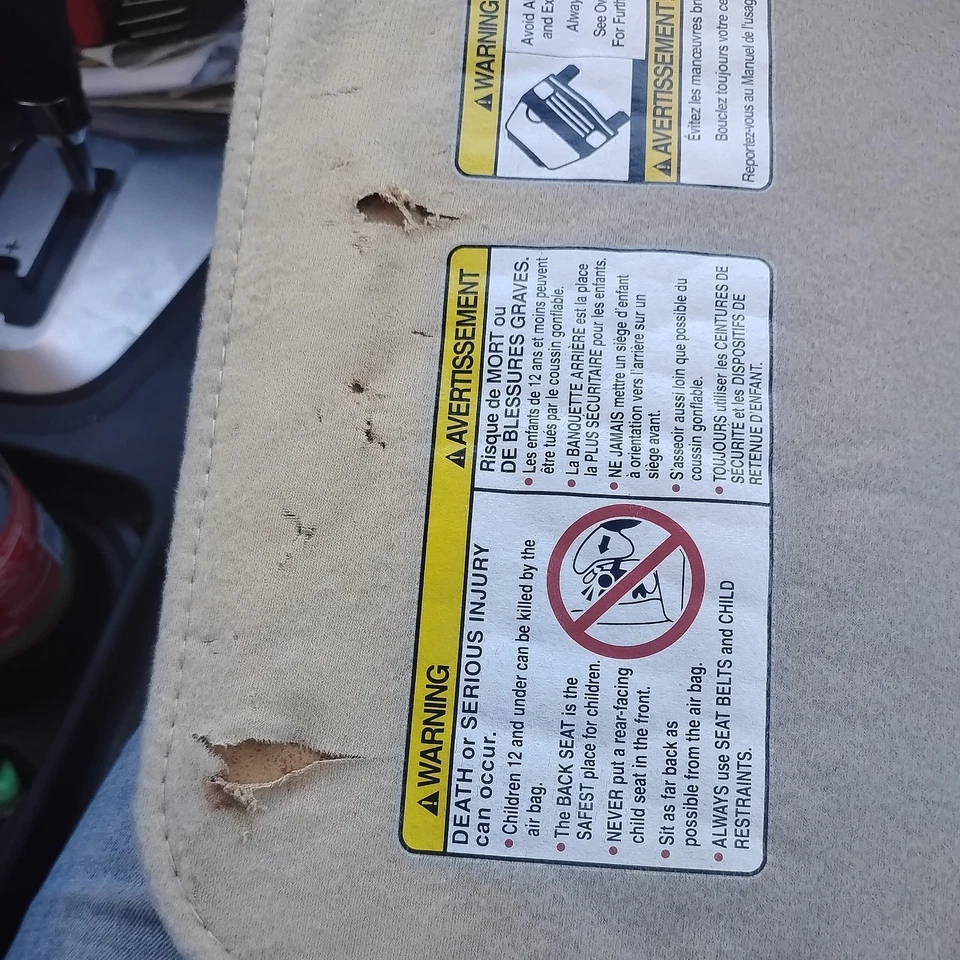 WARNING
DEATH or SERIOUS INJURY
can occur.
• Children 12 and under can be killed by the
air bag.
• The BACK SEAT is the
SAFEST place for children.
• NEVER put a rear-facing
child seat in the front.
• Sit as far back as
possible from the air bag.
• ALWAYS use SEAT BELTS and CHILD
RESTRAINTS.
AVERTISSEMENT
Risque de MORT ou
DE BLESSURES GRAVES.
• Les enfants de 12 ans et moins peuvent
être tués par le coussin gonflable.
• La BANQUETTE ARRIÈRE est la place
la PLUS SÉCURITAIRE pour les enfants.
• NE JAMAIS mettre un siège d'enfant
à orientation vers l'arrière sur un
siège avant.
• S'asseoir aussi loin que possible du
coussin gonflable.
• TOUJOURS utiliser les CEINTURES DE
SÉCURITÉ et les DISPOSITIFS DE
RETENUE D'ENFANT.
WARNING
Avoid
and
See
For
AVERTISSEMENT
Évitez les manœuvres
Bouclez toujours votre
Reportez-vous au Manuel de
+